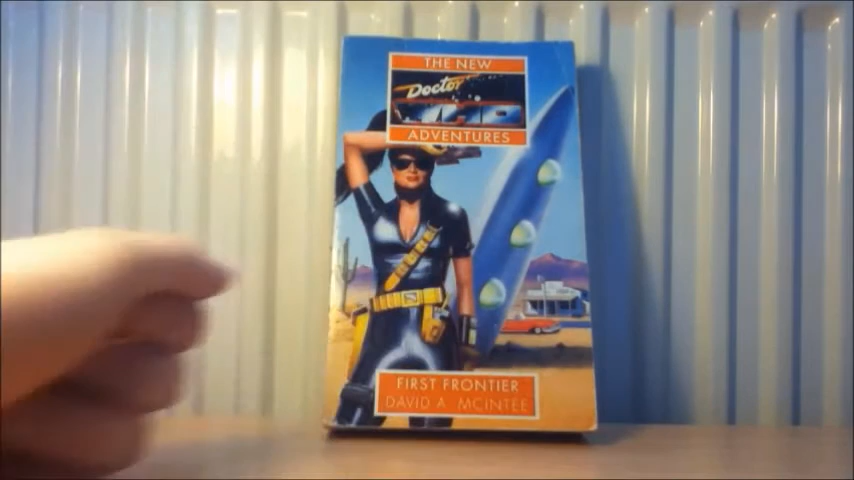 THE NEW
Doctor
WHO
ADVENTURES
FIRST FRONTIER
DAVID A. MCINTEE